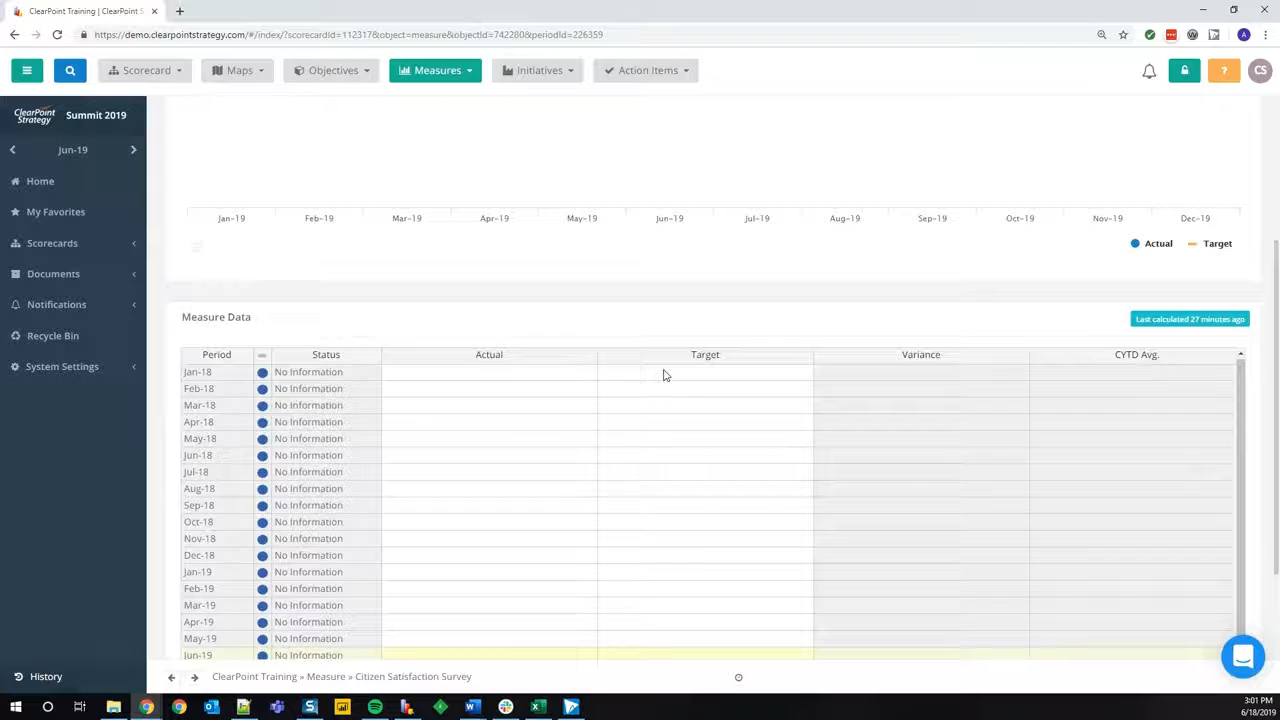 ClearPoint Training | ClearPoint S
https://demo.clearpointstrategy.com/#/index/?scorecardId=112317&object=measure&objectId=742280&periodId=226359
A
Scorecard
Maps
Objectives
Measures
Initiatives
Action Items
?
CS
ClearPoint Strategy
Summit 2019
Jun-19
Home
My Favorites
Scorecards
Documents
Notifications
Recycle Bin
System Settings
History
Jan-19 Feb-19 Mar-19 Apr-19 May-19 Jun-19 Jul-19 Aug-19 Sep-19 Oct-19 Nov-19 Dec-19
Actual Target
Measure Data
Last calculated 27 minutes ago
Period Status Actual Target Variance CYTD Avg.
Jan-18 No Information
Feb-18 No Information
Mar-18 No Information
Apr-18 No Information
May-18 No Information
Jun-18 No Information
Jul-18 No Information
Aug-18 No Information
Sep-18 No Information
Oct-18 No Information
Nov-18 No Information
Dec-18 No Information
Jan-19 No Information
Feb-19 No Information
Mar-19 No Information
Apr-19 No Information
May-19 No Information
Jun-19 No Information
ClearPoint Training » Measure » Citizen Satisfaction Survey
3:01 PM
6/18/2019